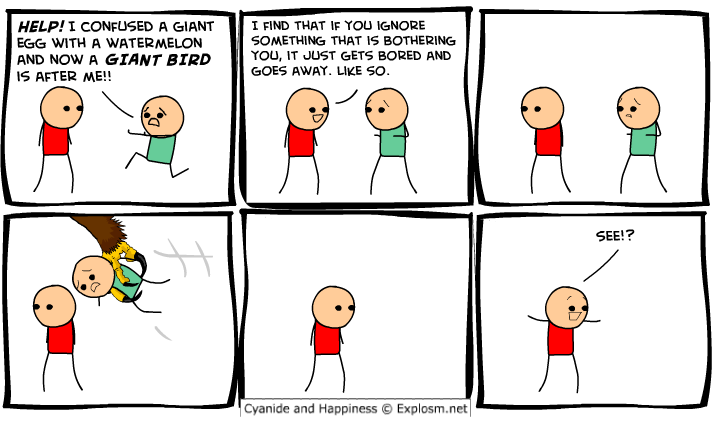 HELP! I CONFUSED A GIANT
EGG WITH A WATERMELON
AND NOW A GIANT BIRD
IS AFTER ME!!
I FIND THAT IF YOU IGNORE
SOMETHING THAT IS BOTHERING
YOU, IT JUST GETS BORED AND
GOES AWAY. LIKE SO.
SEE!?
Cyanide and Happiness © Explosm.net